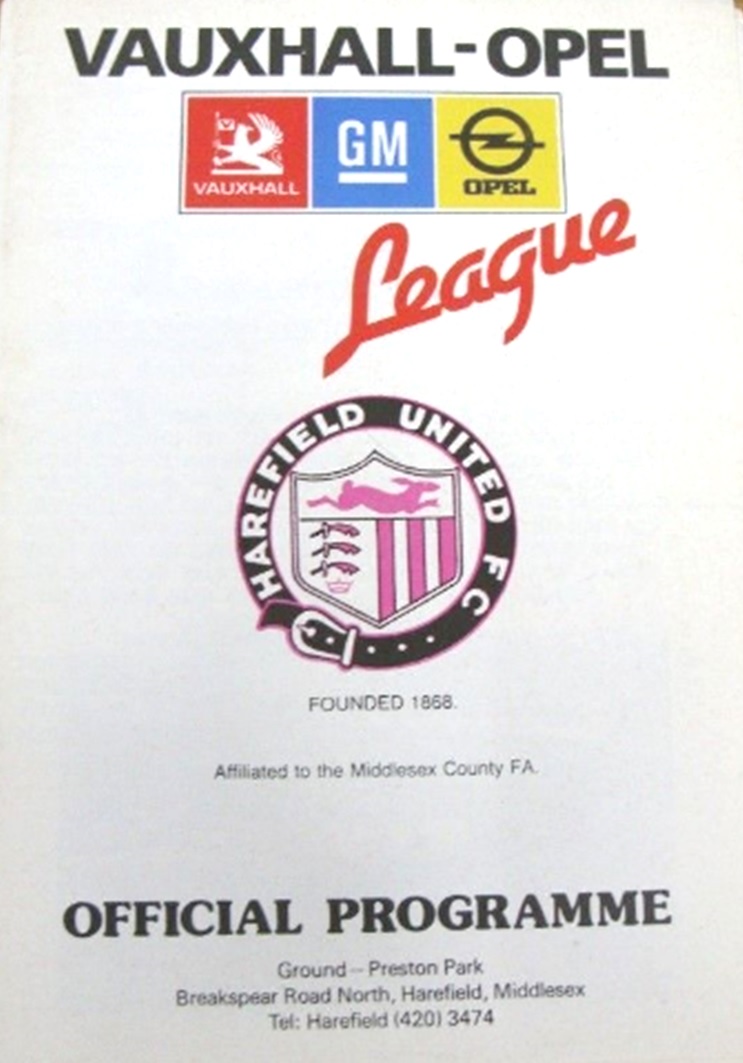 VAUXHALL-OPEL
VAUXHALL
GM
OPEL
League
HAREFIELD UNITED FC
FOUNDED 1868.
Affiliated to the Middlesex County FA.
OFFICIAL PROGRAMME
Ground – Preston Park
Breakspear Road North, Harefield, Middlesex
Tel: Harefield (420) 3474